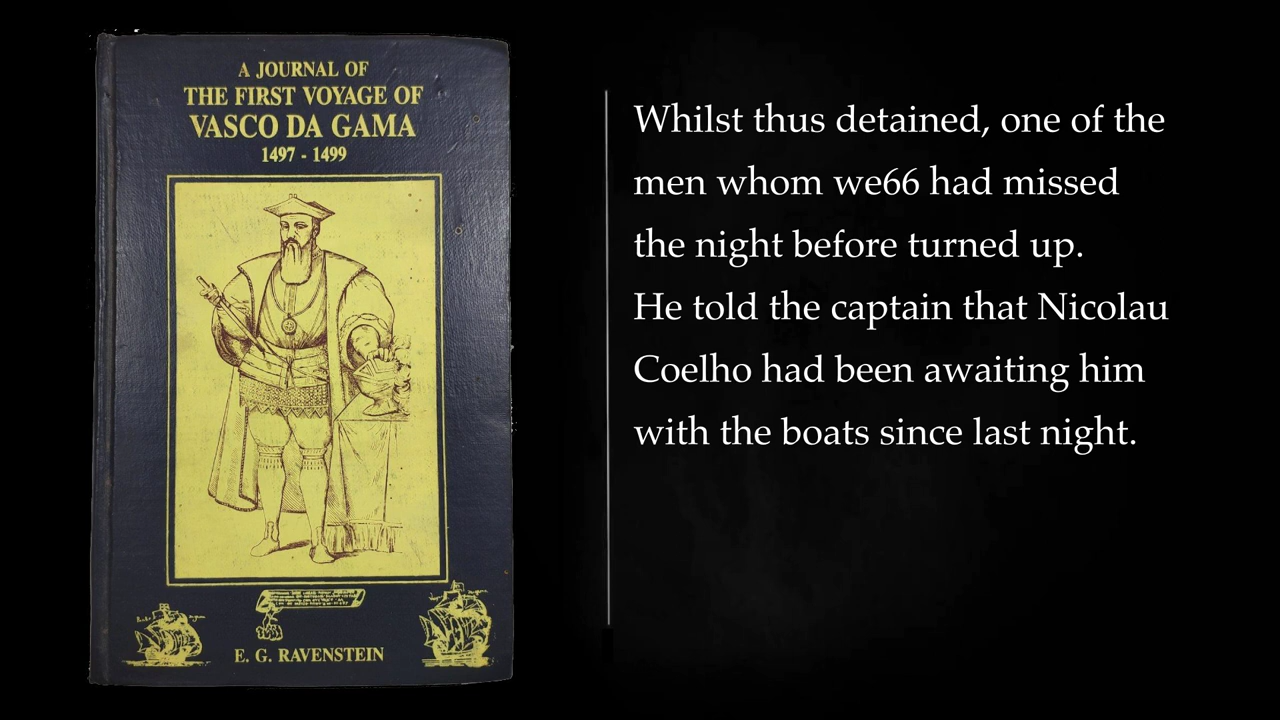 A JOURNAL OF
THE FIRST VOYAGE OF
VASCO DA GAMA
1497 - 1499
E. G. RAVENSTEIN
Whilst thus detained, one of the
men whom we66 had missed
the night before turned up.
He told the captain that Nicolau
Coelho had been awaiting him
with the boats since last night.